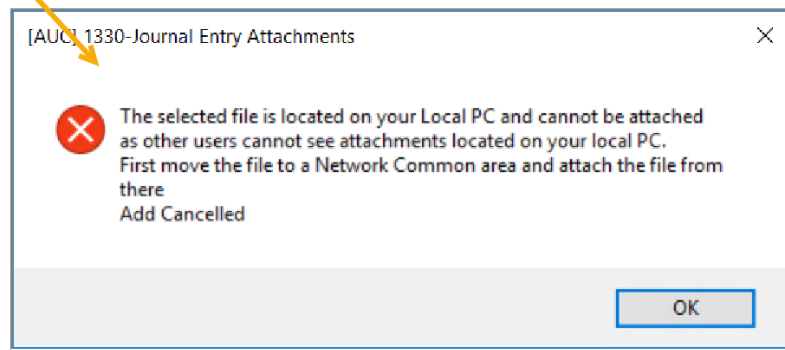 [AUC] 1330-Journal Entry Attachments
The selected file is located on your Local PC and cannot be attached
as other users cannot see attachments located on your local PC.
First move the file to a Network Common area and attach the file from
there
Add Cancelled
OK